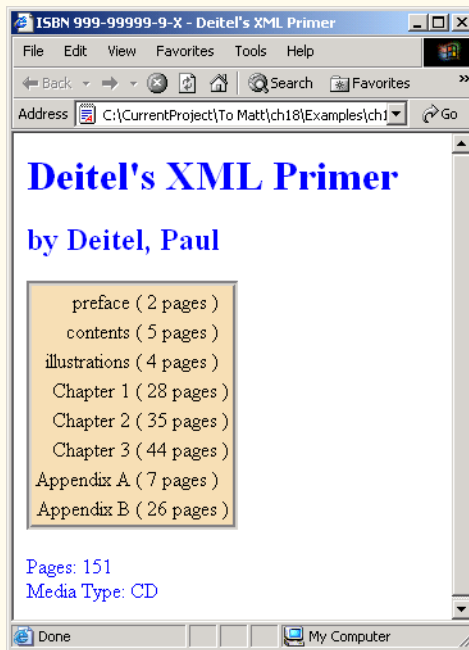 ISBN 999-99999-9-X - Deitel's XML Primer
File Edit View Favorites Tools Help
Back Search Favorites »
Address C:\CurrentProject\To Matt\ch18\Examples\ch1 Go
Deitel's XML Primer
by Deitel, Paul
preface ( 2 pages )
contents ( 5 pages )
illustrations ( 4 pages )
Chapter 1 ( 28 pages )
Chapter 2 ( 35 pages )
Chapter 3 ( 44 pages )
Appendix A ( 7 pages )
Appendix B ( 26 pages )
Pages: 151
Media Type: CD
Done My Computer